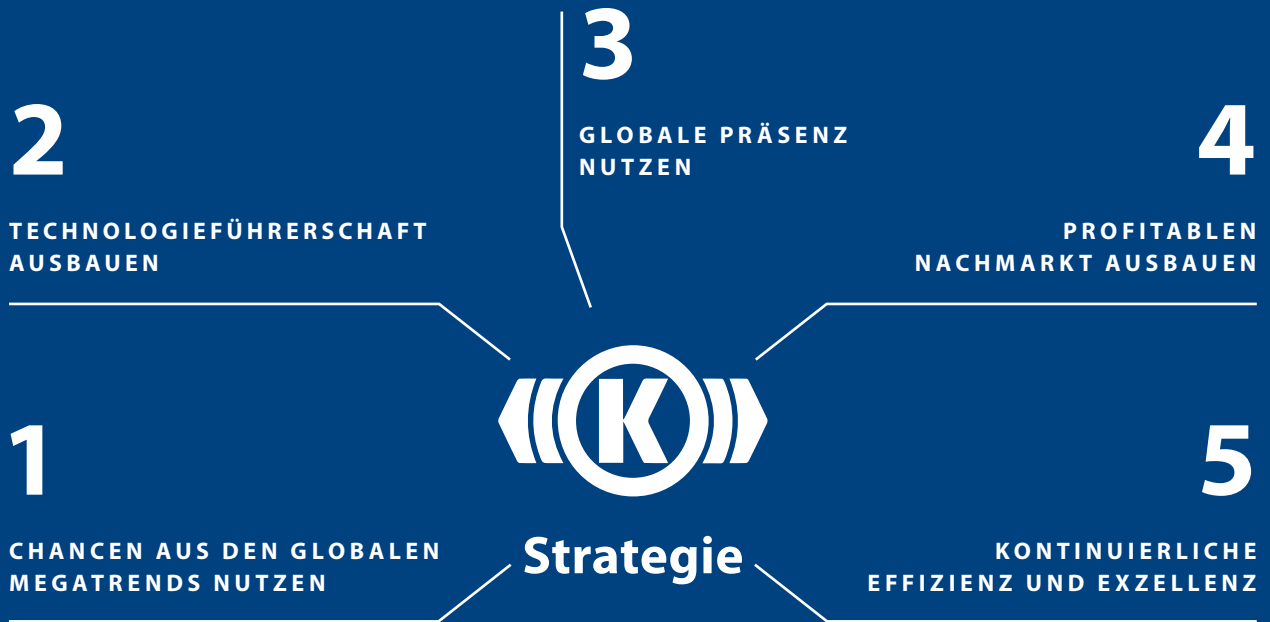 1
CHANCEN AUS DEN GLOBALEN
MEGATRENDS NUTZEN
2
TECHNOLOGIEFÜHRERSCHAFT
AUSBAUEN
3
GLOBALE PRÄSENZ
NUTZEN
4
PROFITABLEN
NACHMARKT AUSBAUEN
5
KONTINUIERLICHE
EFFIZIENZ UND EXZELLENZ
K
Strategie